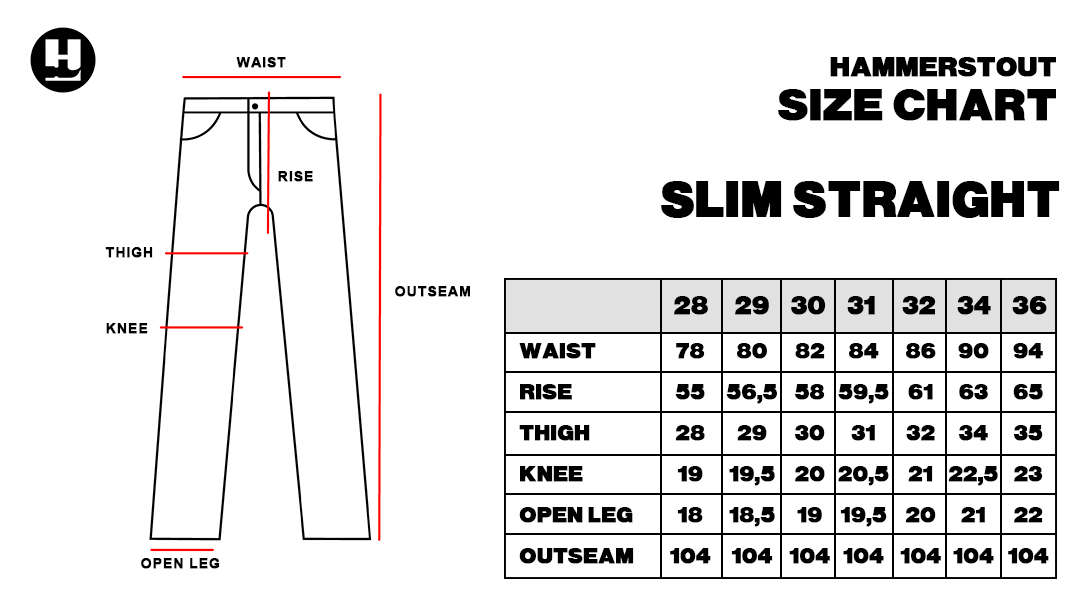 H
HAMMERSTOUT
SIZE CHART
SLIM STRAIGHT
WAIST
RISE
THIGH
KNEE
OUTSEAM
OPEN LEG
28 29 30 31 32 34 36
WAIST 78 80 82 84 86 90 94
RISE 55 56,5 58 59,5 61 63 65
THIGH 28 29 30 31 32 34 35
KNEE 19 19,5 20 20,5 21 22,5 23
OPEN LEG 18 18,5 19 19,5 20 21 22
OUTSEAM 104 104 104 104 104 104 104